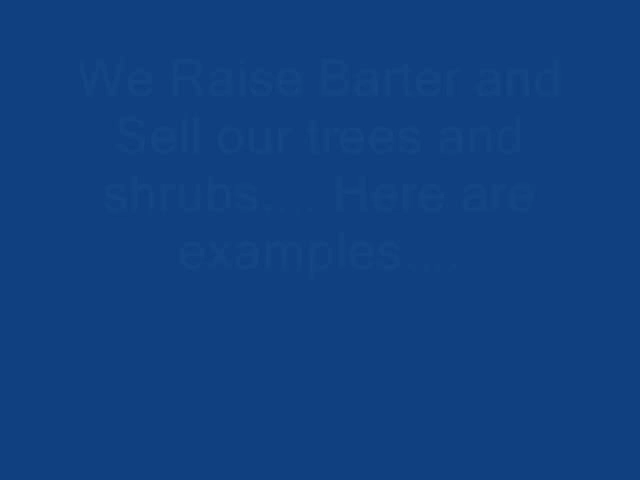 We Raise Barter and
Sell our trees and
shrubs.... Here are
examples....